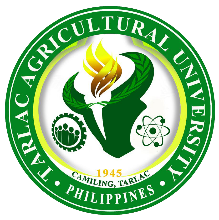 TARLAC AGRICULTURAL UNIVERSITY
1945
CAMILING, TARLAC
• PHILIPPINES •